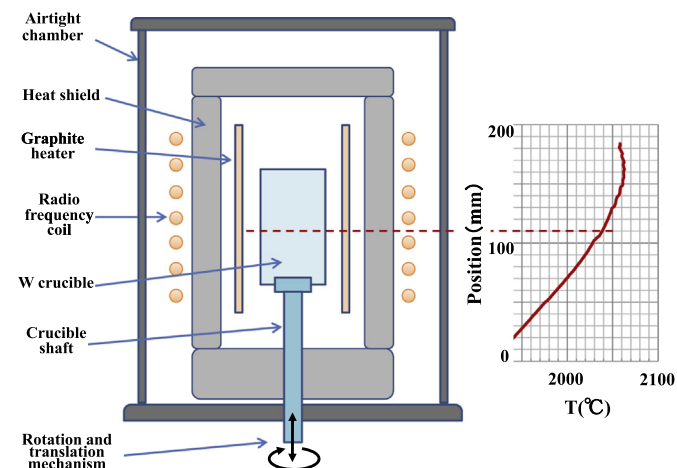 Airtight
chamber
Heat shield
Graphite
heater
Radio
frequency
coil
W crucible
Crucible
shaft
Rotation and
translation
mechanism
200
100
0
Position(mm)
2000
2100
T(℃)